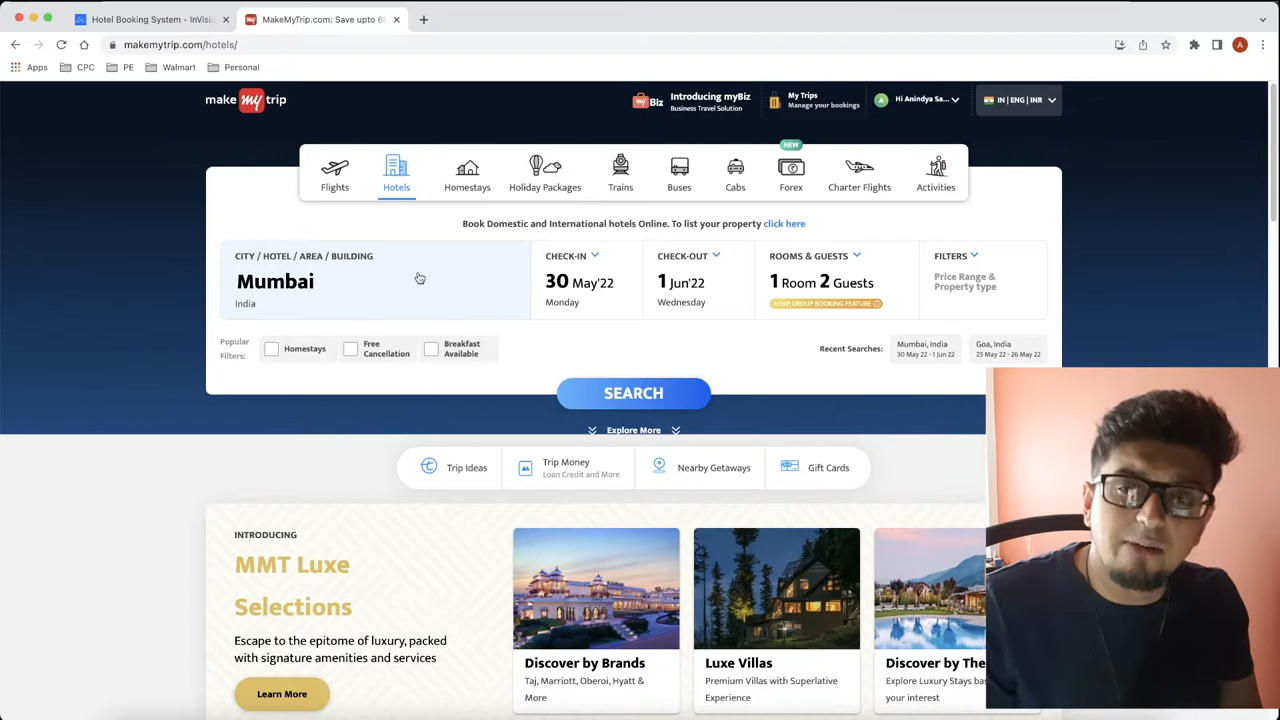 Hotel Booking System - InVisi
MakeMyTrip.com: Save upto 60
makemytrip.com/hotels/
A
Apps CPC PE Walmart Personal
make my trip
my Biz
Introducing myBiz
Business Travel Solution
My Trips
Manage your bookings
A
Hi Anindya Sa...
IN | ENG | INR
NEW
Flights Hotels Homestays Holiday Packages Trains Buses Cabs Forex Charter Flights Activities
Book Domestic and International hotels Online. To list your property click here
CITY / HOTEL / AREA / BUILDING
Mumbai
India
CHECK-IN
30 May'22
Monday
CHECK-OUT
1 Jun'22
Wednesday
ROOMS & GUESTS
1 Room 2 Guests
NEW! GROUP BOOKING FEATURE
FILTERS
Price Range &
Property type
Popular
Filters:
Homestays
Free
Cancellation
Breakfast
Available
Recent Searches:
Mumbai, India
30 May 22 - 1 Jun 22
Goa, India
25 May 22 - 26 May 22
SEARCH
Explore More
Trip Ideas
Trip Money
Loan Credit and More
Nearby Getaways
Gift Cards
INTRODUCING
MMT Luxe
Selections
Escape to the epitome of luxury, packed
with signature amenities and services
Learn More
Discover by Brands
Taj, Marriott, Oberoi, Hyatt &
More
Luxe Villas
Premium Villas with Superlative
Experience
Discover by The
Explore Luxury Stays bas
your interest